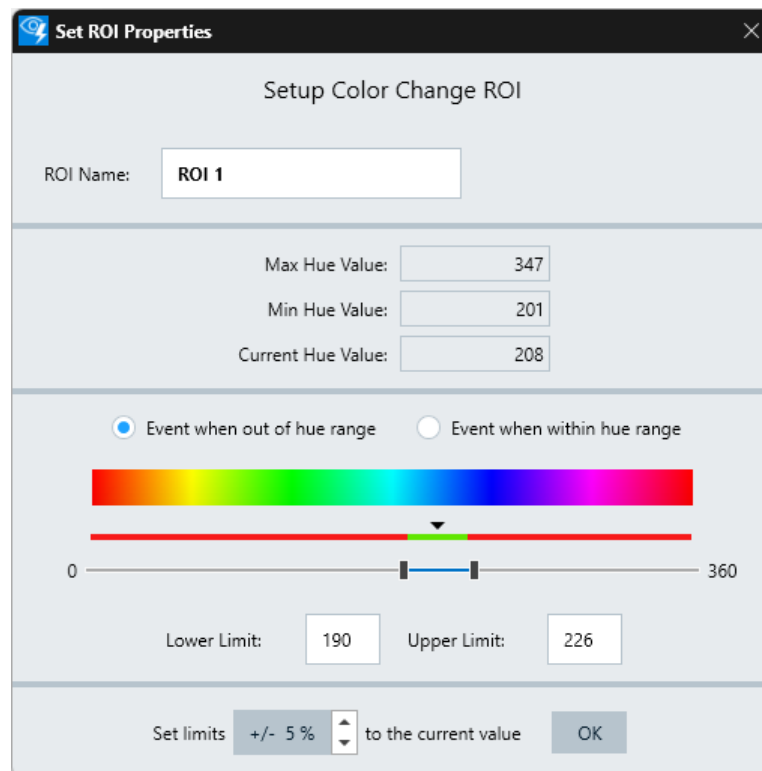 Set ROI Properties
Setup Color Change ROI
ROI Name: ROI 1
Max Hue Value: 347
Min Hue Value: 201
Current Hue Value: 208
Event when out of hue range Event when within hue range
0 360
Lower Limit: 190 Upper Limit: 226
Set limits +/- 5 % to the current value OK